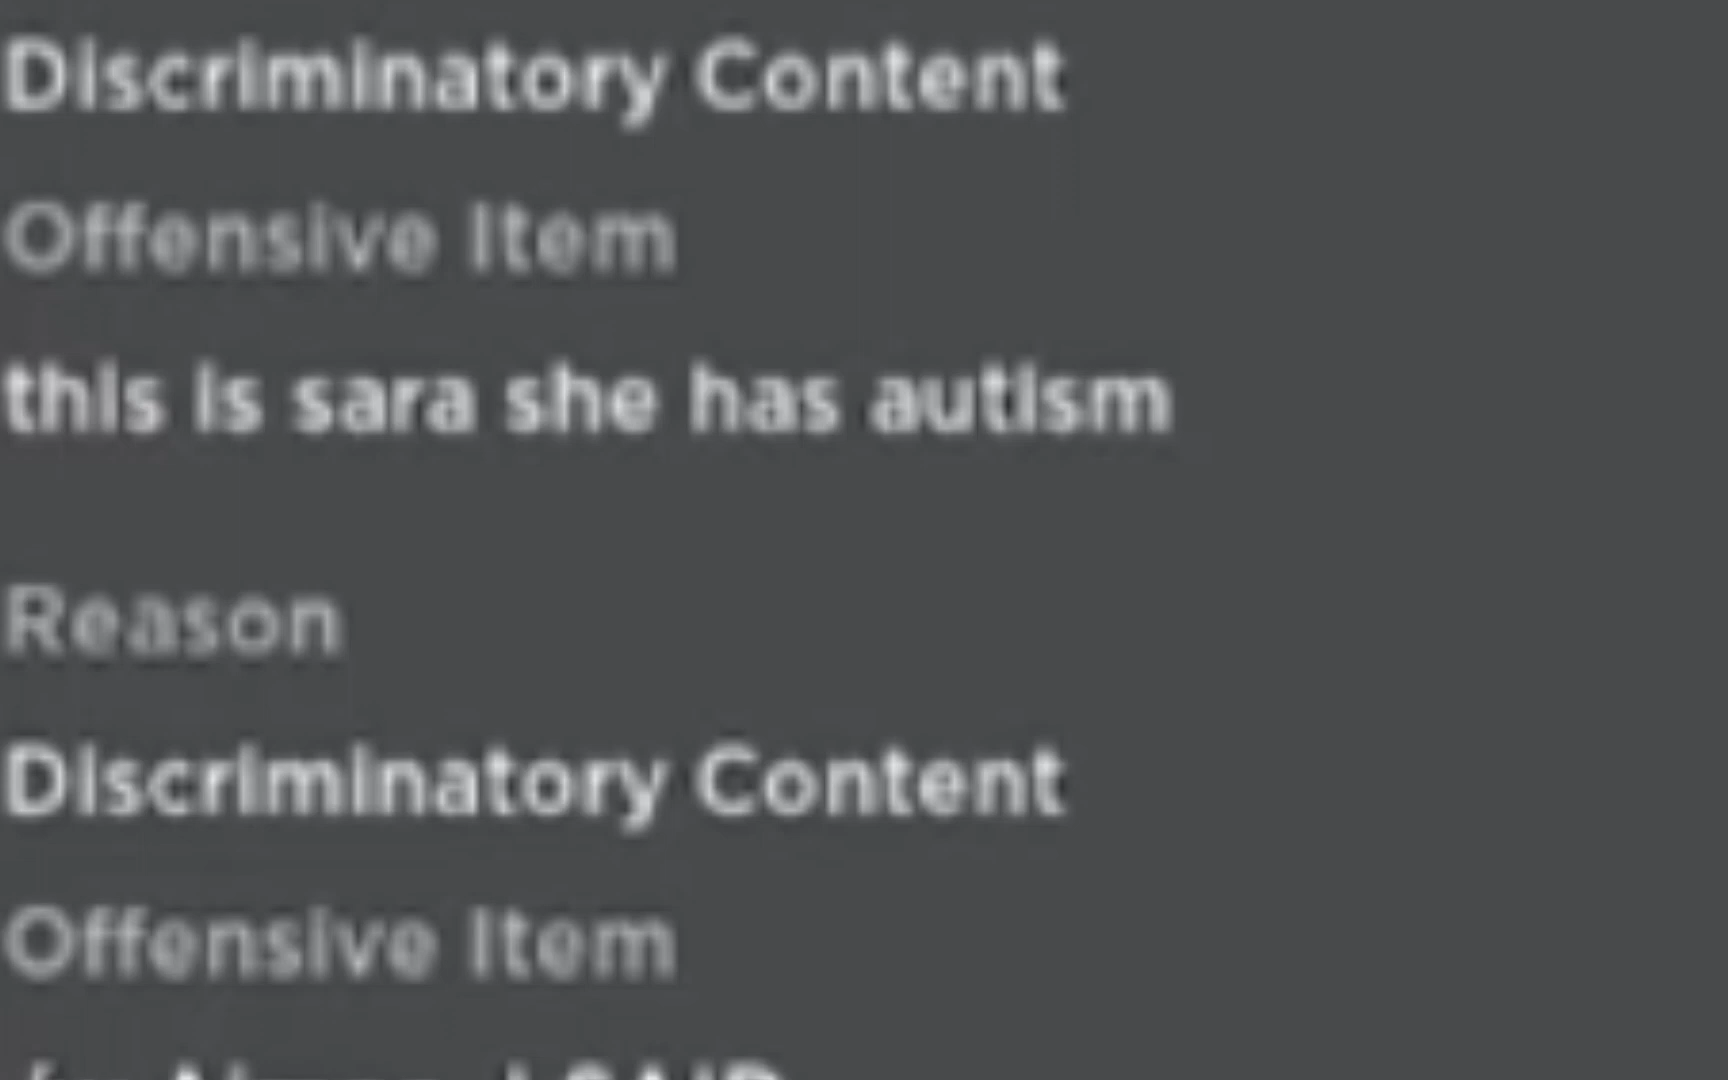 Discriminatory Content
Offensive Item
this is sara she has autism
Reason
Discriminatory Content
Offensive Item